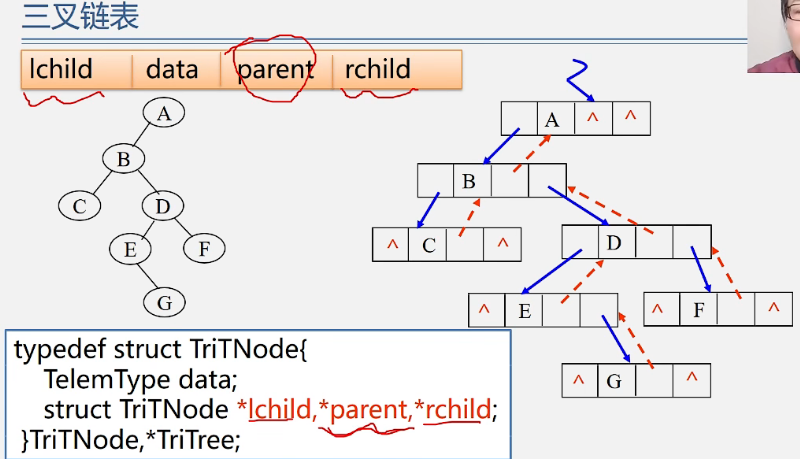 三叉链表
lchild data parent rchild
A
B
C D
E F
G
A ^ ^
B
^ C ^
D
^ E
^ F ^
^ G ^
typedef struct TriTNode{
TelemType data;
struct TriTNode *lchild,*parent,*rchild;
}TriTNode,*TriTree;